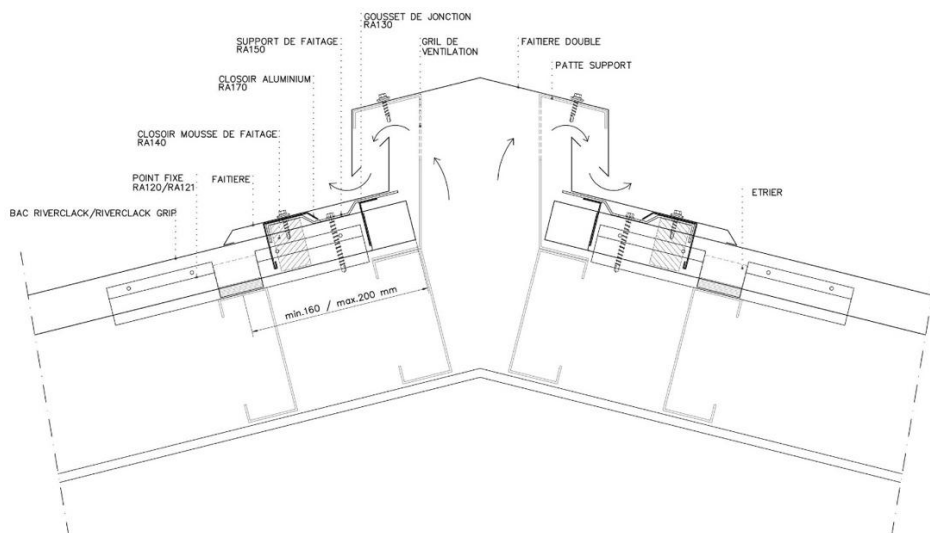 GOUSSET DE JONCTION
RA130
SUPPORT DE FAITAGE
RA150
GRIL DE
VENTILATION
FAITIERE DOUBLE
PATTE SUPPORT
CLOSOIR ALUMINIUM
RA170
CLOSOIR MOUSSE DE FAITAGE
RA140
POINT FIXE
RA120/RA121
FAITIERE
ETRIER
BAC RIVERCLACK/RIVERCLACK GRIP
min.160 / max.200 mm